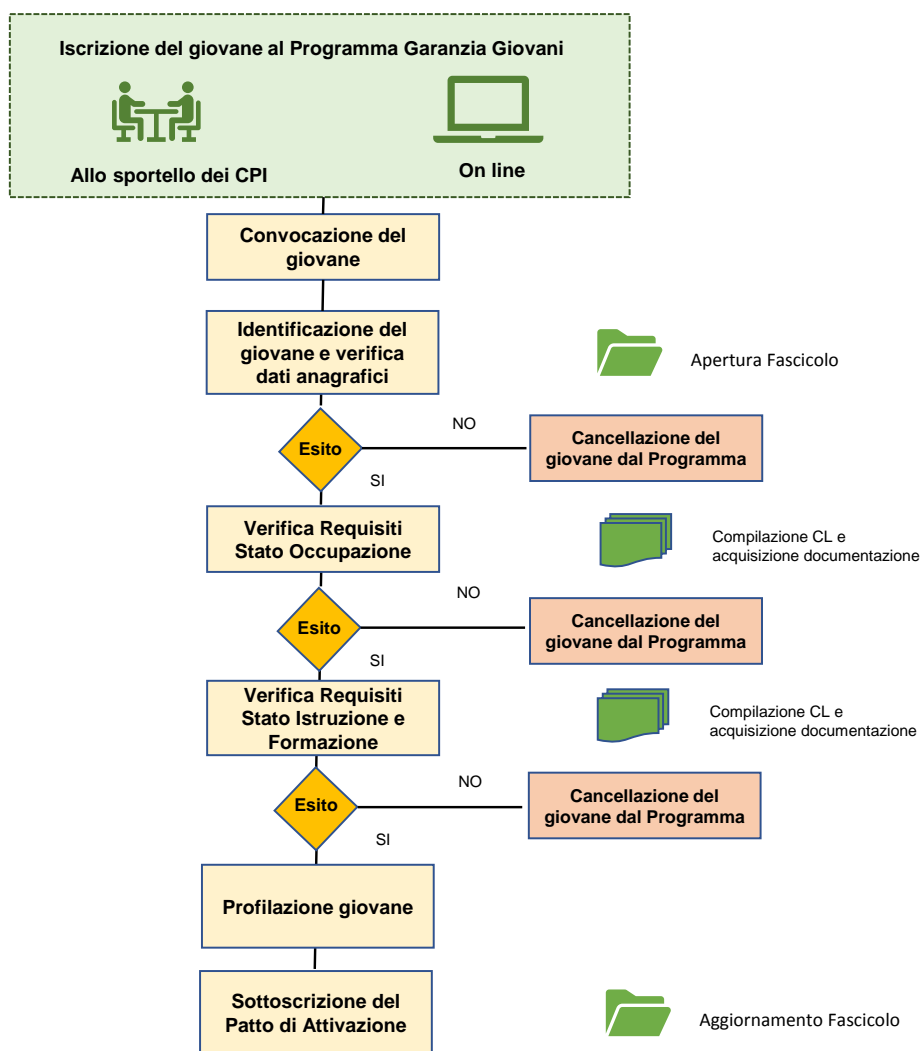 Iscrizione del giovane al Programma Garanzia Giovani
Allo sportello dei CPI
On line
Convocazione del
giovane
Identificazione del
giovane e verifica
dati anagrafici
Apertura Fascicolo
Esito
NO
Cancellazione del
giovane dal Programma
SI
Verifica Requisiti
Stato Occupazione
Compilazione CL e
acquisizione documentazione
Esito
NO
Cancellazione del
giovane dal Programma
SI
Verifica Requisiti
Stato Istruzione e
Formazione
Compilazione CL e
acquisizione documentazione
Esito
NO
Cancellazione del
giovane dal Programma
SI
Profilazione giovane
Sottoscrizione del
Patto di Attivazione
Aggiornamento Fascicolo